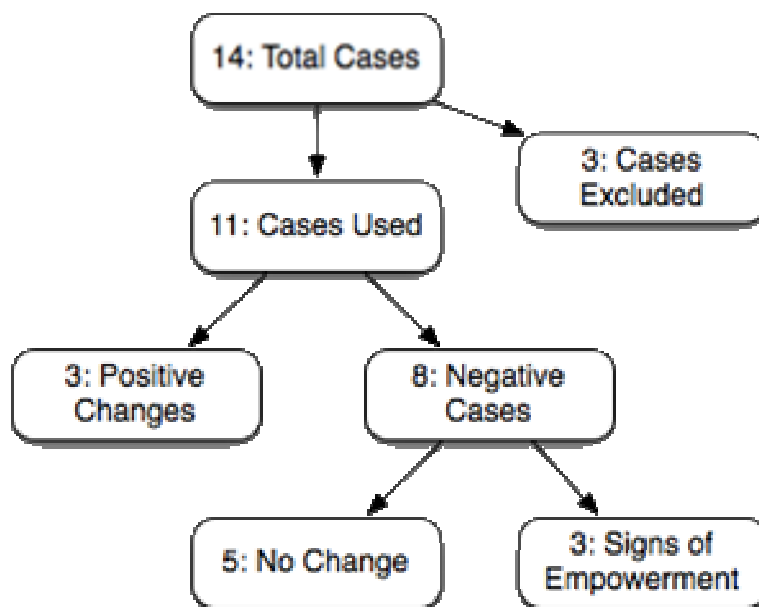 14: Total Cases
3: Cases
Excluded
11: Cases Used
3: Positive
Changes
8: Negative
Cases
5: No Change
3: Signs of
Empowerment